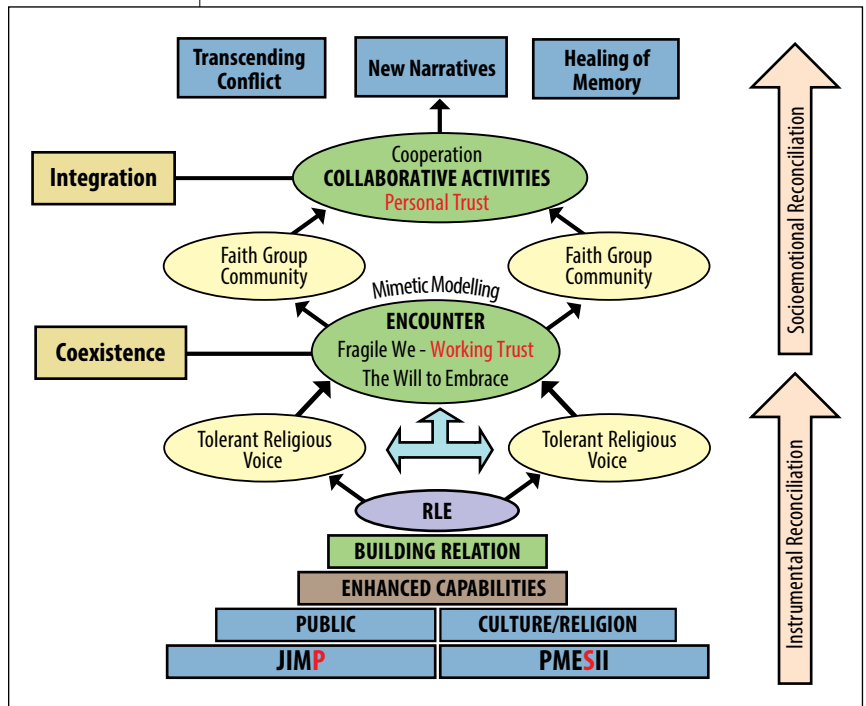 Transcending
Conflict
New Narratives
Healing of
Memory
Cooperation
COLLABORATIVE ACTIVITIES
Personal Trust
Integration
Faith Group
Community
Faith Group
Community
Mimetic Modelling
ENCOUNTER
Fragile We - Working Trust
The Will to Embrace
Coexistence
Tolerant Religious
Voice
Tolerant Religious
Voice
RLE
BUILDING RELATION
ENHANCED CAPABILITIES
PUBLIC
CULTURE/RELIGION
JIMP
PMESII
Socioemotional Reconciliation
Instrumental Reconciliation